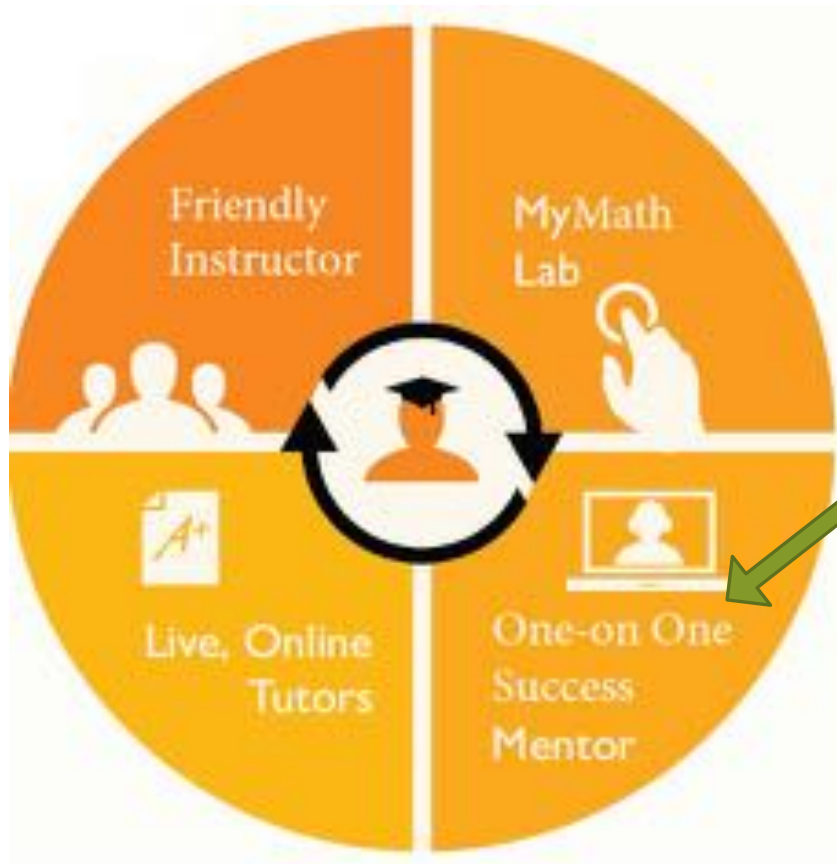 Friendly
Instructor
MyMath
Lab
A+
Live, Online
Tutors
One-on One
Success
Mentor